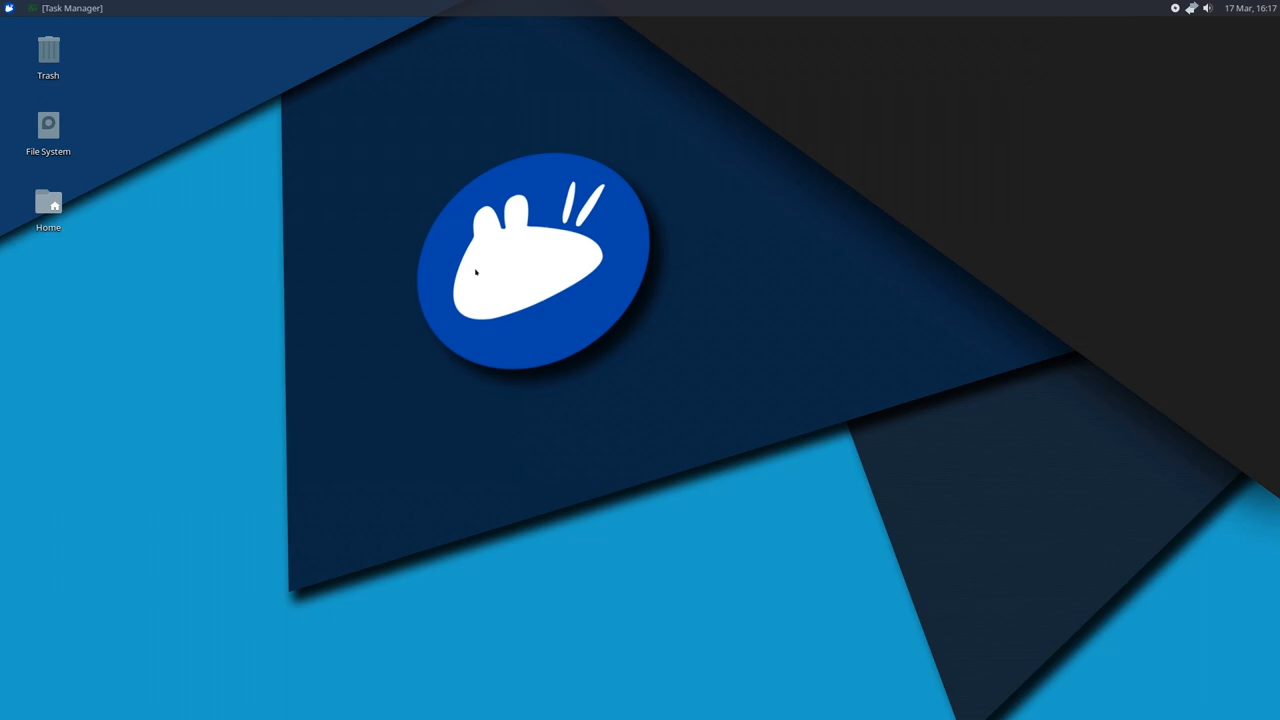 [Task Manager]
17 Mar, 16:17
Trash
File System
Home